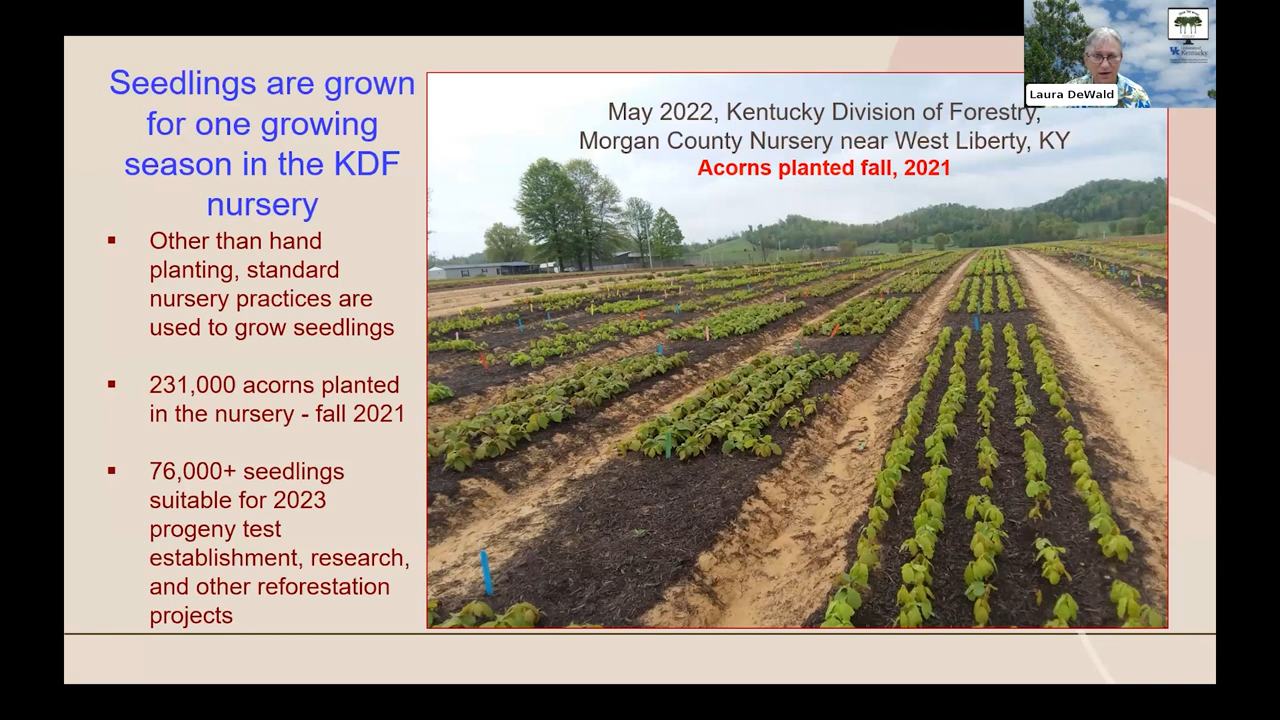 Seedlings are grown
for one growing
season in the KDF
nursery
▪ Other than hand
planting, standard
nursery practices are
used to grow seedlings
▪ 231,000 acorns planted
in the nursery - fall 2021
▪ 76,000+ seedlings
suitable for 2023
progeny test
establishment, research,
and other reforestation
projects
May 2022, Kentucky Division of Forestry,
Morgan County Nursery near West Liberty, KY
Acorns planted fall, 2021
Laura DeWald
UK
Kentucky